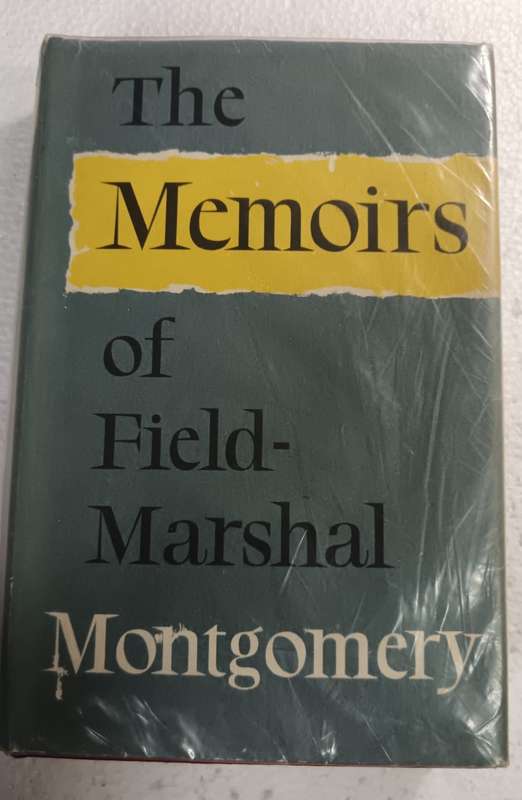 The
Memoirs
of
Field-
Marshal
Montgomery